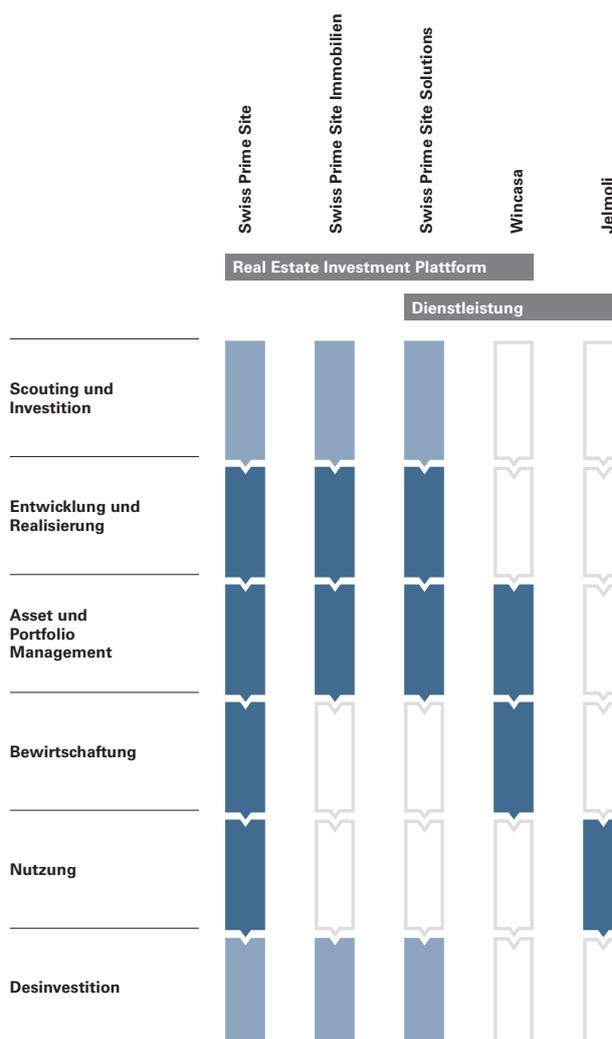 Swiss Prime Site
Swiss Prime Site Immobilien
Swiss Prime Site Solutions
Wincasa
Jelmoli
Real Estate Investment Plattform
Dienstleistung
Scouting und
Investition
Entwicklung und
Realisierung
Asset und
Portfolio
Management
Bewirtschaftung
Nutzung
Desinvestition